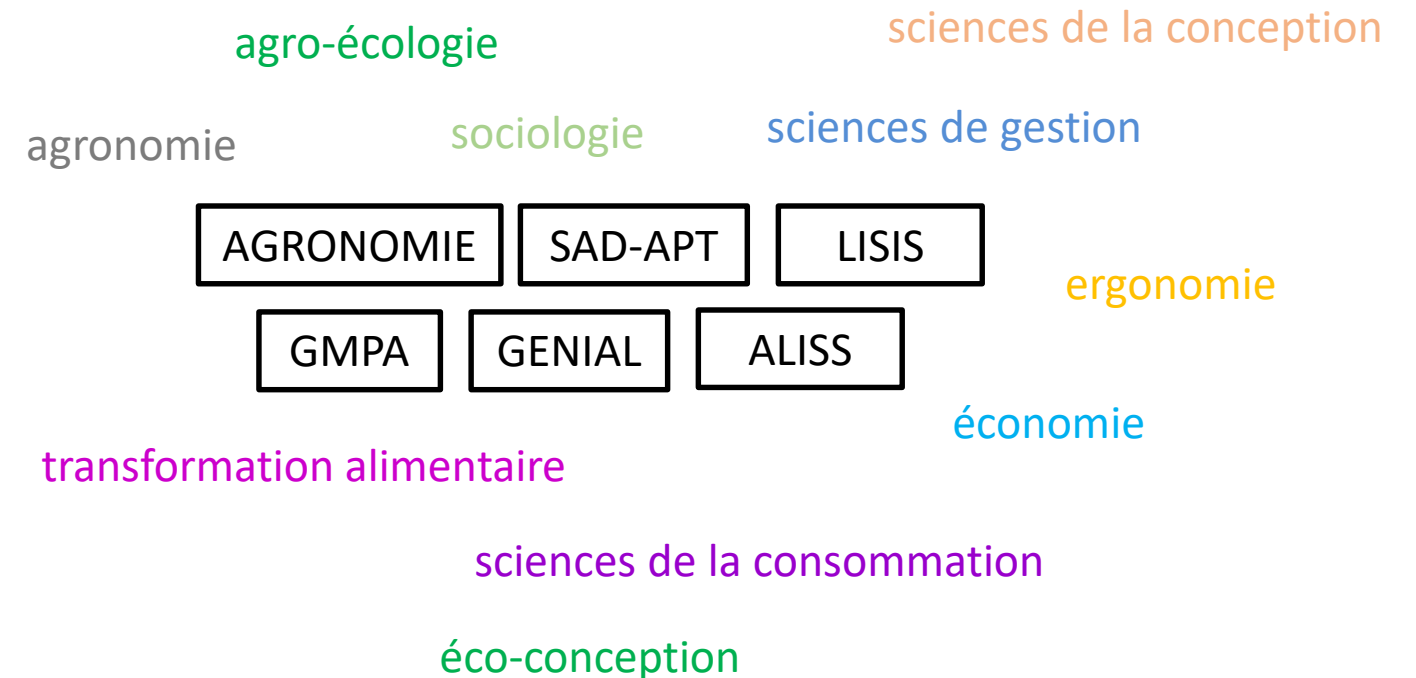 sciences de la conception
agro-écologie
sciences de gestion
sociologie
agronomie
AGRONOMIE
SAD-APT
LISIS
ergonomie
GMPA
GENIAL
ALISS
économie
transformation alimentaire
sciences de la consommation
éco-conception